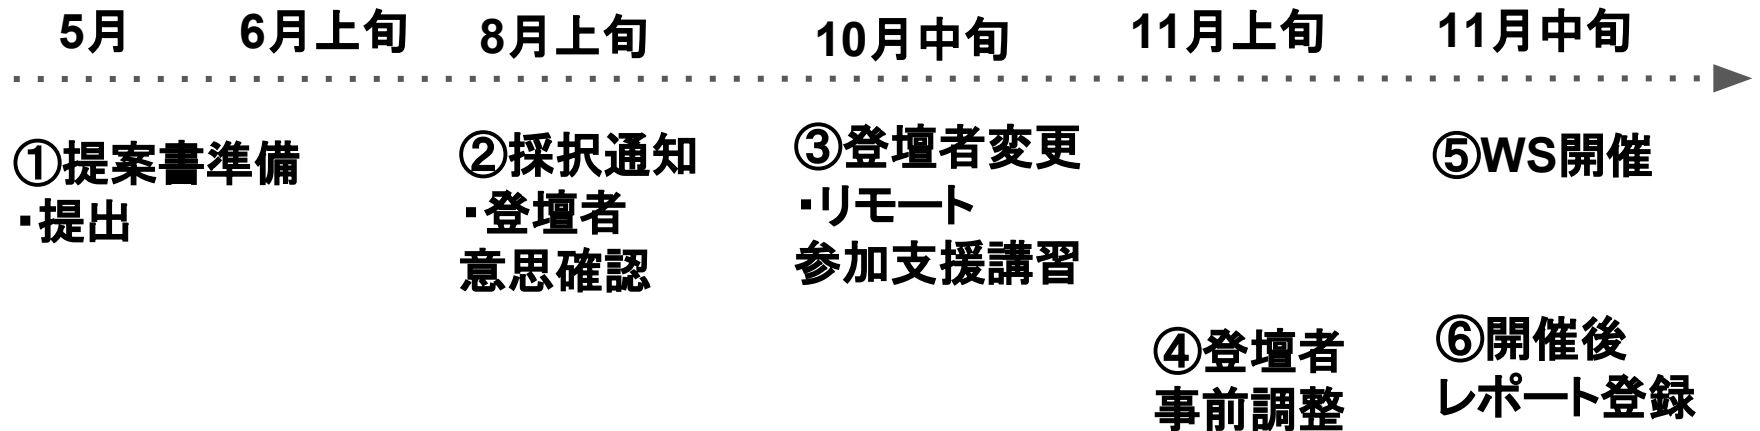 5月
6月上旬
8月上旬
10月中旬
11月上旬
11月中旬
①提案書準備
・提出
②採択通知
・登壇者
意思確認
③登壇者変更
・リモート
参加支援講習
④登壇者
事前調整
⑤WS開催
⑥開催後
レポート登録